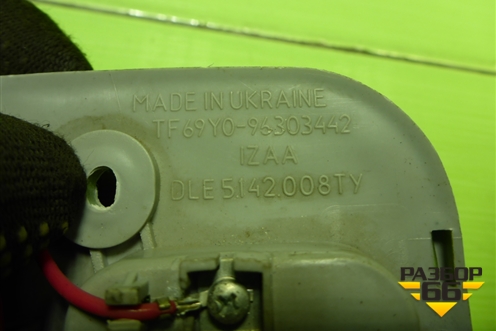 MADE IN UKRAINE
TF69Y0-96303442
IZAA
DLE 5142.008TY
РАЗБОР
66